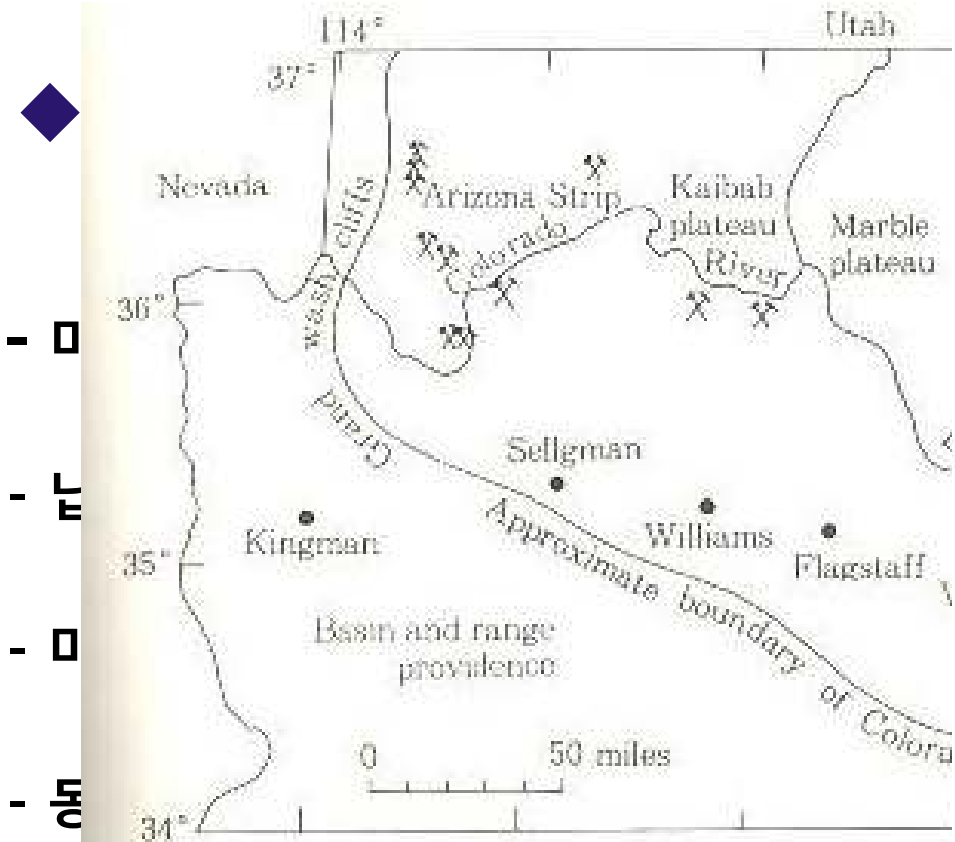 114°
Utah
37°
Nevada
Arizona Strip
Kaibab
plateau
Marble
plateau
Colorado
River
36°
Grand wash cliffs
Sellgman
Kingman
Williams
Flagstaff
35°
Approximate boundary of Colora
Basin and range
providence
0 50 miles
34°